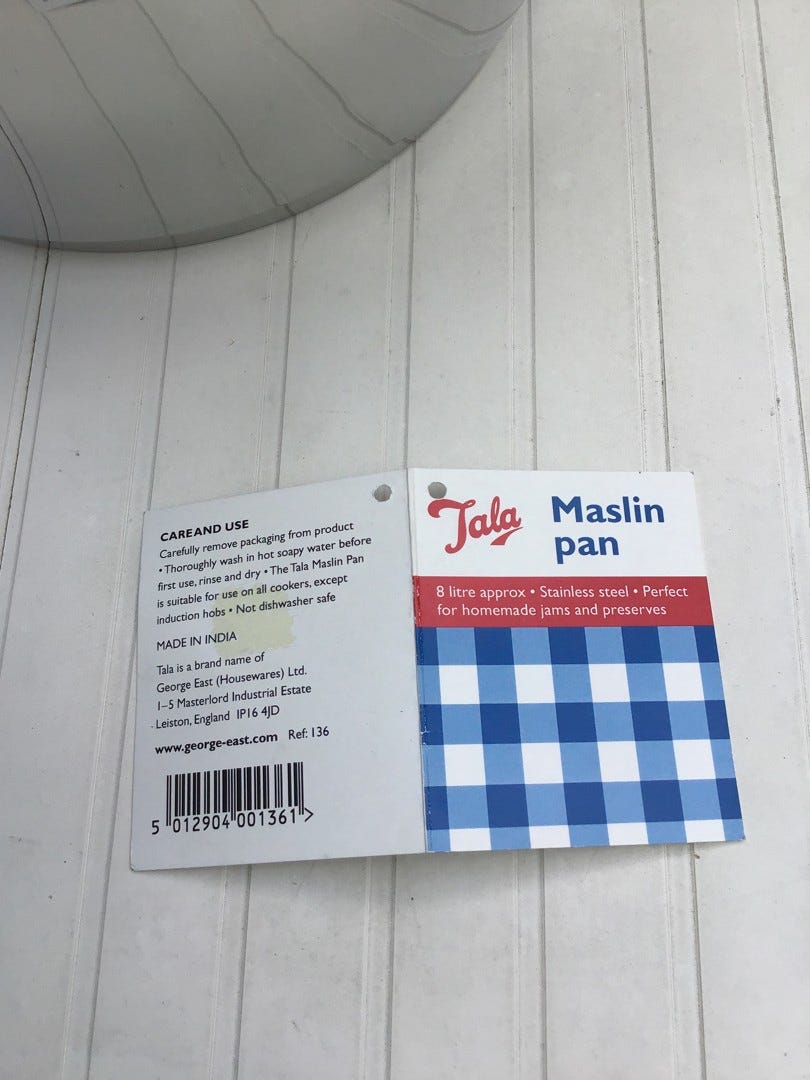 CARE AND USE
Carefully remove packaging from product
• Thoroughly wash in hot soapy water before
first use, rinse and dry • The Tala Maslin Pan
is suitable for use on all cookers, except
induction hobs • Not dishwasher safe
MADE IN INDIA
Tala is a brand name of
George East (Housewares) Ltd.
1–5 Masterlord Industrial Estate
Leiston, England IP16 4JD
www.george-east.com Ref: 136
5 012904 001361 >
Tala
Maslin
pan
8 litre approx • Stainless steel • Perfect
for homemade jams and preserves